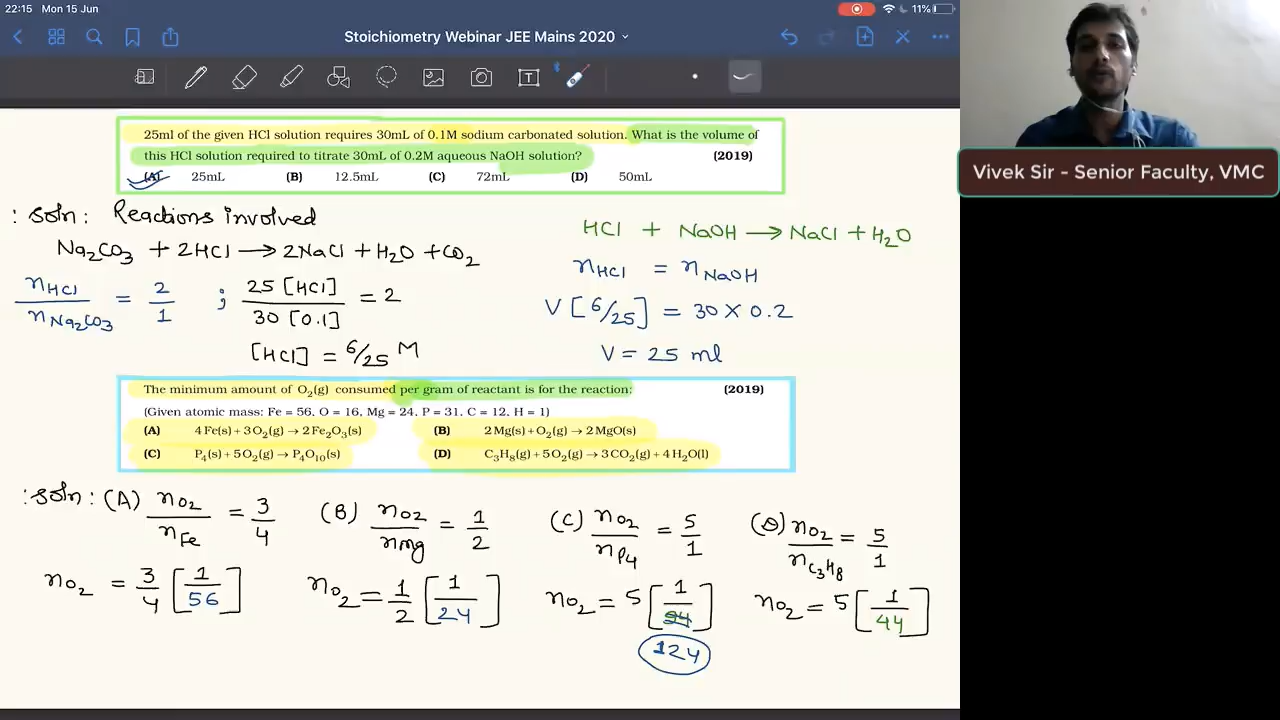 22:15 Mon 15 Jun
11%
Stoichiometry Webinar JEE Mains 2020
T
25ml of the given HCl solution requires 30mL of 0.1M sodium carbonated solution. What is the volume of
this HCl solution required to titrate 30mL of 0.2M aqueous NaOH solution? (2019)
(A) 25mL (B) 12.5mL (C) 72mL (D) 50mL
Vivek Sir - Senior Faculty, VMC
: Soln: Reactions involved
Na₂CO₃ + 2HCl → 2NaCl + H₂O + CO₂
nHCl / nNa₂CO₃ = 2/1 ; 25 [HCl] / 30 [0.1] = 2
[HCl] = 6/25 M
HCl + NaOH → NaCl + H₂O
nHCl = nNaOH
V [6/25] = 30 × 0.2
V = 25 ml
The minimum amount of O₂(g) consumed per gram of reactant is for the reaction: (2019)
(Given atomic mass: Fe = 56, O = 16, Mg = 24, P = 31, C = 12, H = 1)
(A) 4Fe(s) + 3O₂(g) → 2Fe₂O₃(s) (B) 2Mg(s) + O₂(g) → 2MgO(s)
(C) P₄(s) + 5O₂(g) → P₄O₁₀(s) (D) C₃H₈(g) + 5O₂(g) → 3CO₂(g) + 4H₂O(l)
: Soln: (A) nO₂ / nFe = 3/4 (B) nO₂ / nMg = 1/2 (C) nO₂ / nP₄ = 5/1 (D) nO₂ / nC₃H₈ = 5/1
nO₂ = 3/4 [1/56] nO₂ = 1/2 [1/24] nO₂ = 5 [1/] nO₂ = 5 [1/44]
124